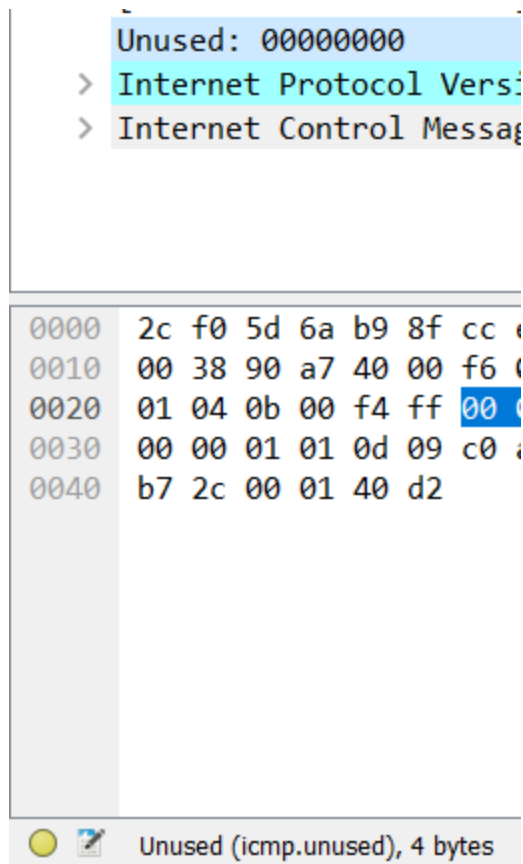 Unused: 00000000
> Internet Protocol
> Internet Control
0000 2c f0 5d 6a b9 8f cc
0010 00 38 90 a7 40 00 f6
0020 01 04 0b 00 f4 ff 00
0030 00 00 01 01 0d 09 c0
0040 b7 2c 00 01 40 d2
Unused (icmp.unused), 4 bytes